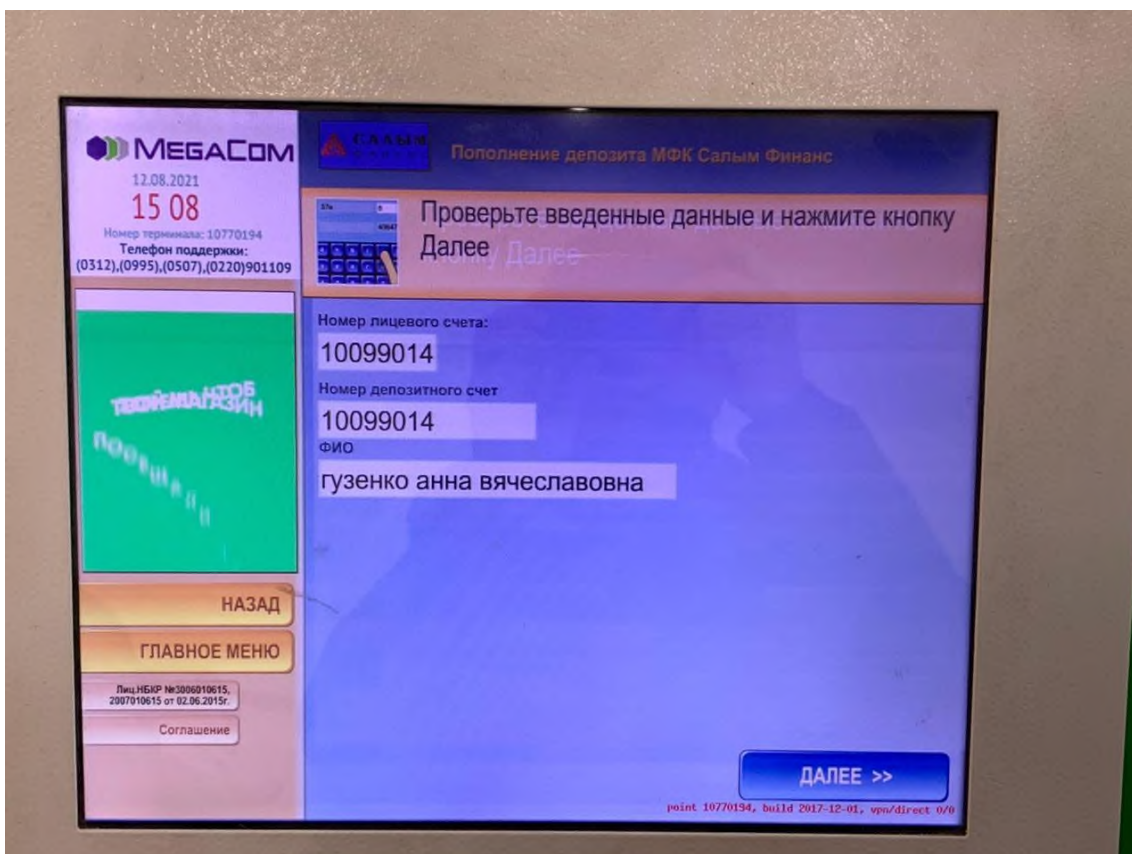 MEGACOM
12.08.2021
15 08
Номер терминала: 10770194
Телефон поддержки:
(0312),(0995),(0507),(0220)901109
САЛЫМ
Пополнение депозита МФК Салым Финанс
Проверьте введенные данные и нажмите кнопку
Далее
Номер лицевого счета:
10099014
Номер депозитного счет
10099014
ФИО
гузенко анна вячеславовна
НАЗАД
ГЛАВНОЕ МЕНЮ
Лиц.НБКР №3006010615,
2007010615 от 02.06.2015г.
Соглашение
ДАЛЕЕ >>
point 10770194, build 2017-12-01, vpn/direct 0/0